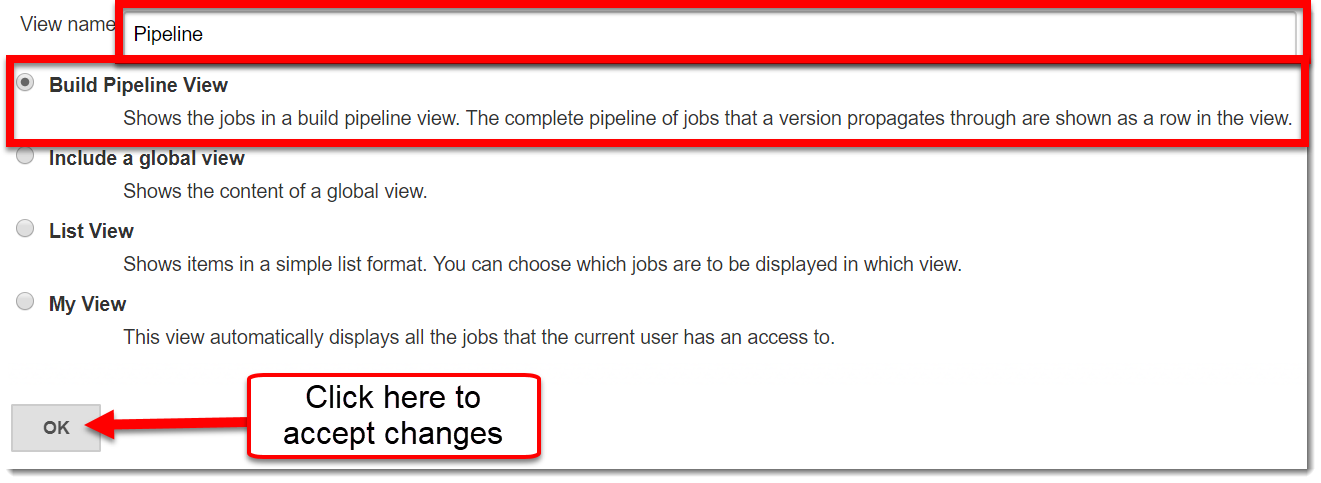 View name
Pipeline
Build Pipeline View
Shows the jobs in a build pipeline view. The complete pipeline of jobs that a version propagates through are shown as a row in the view.
Include a global view
Shows the content of a global view.
List View
Shows items in a simple list format. You can choose which jobs are to be displayed in which view.
My View
This view automatically displays all the jobs that the current user has an access to.
Click here to
accept changes
OK